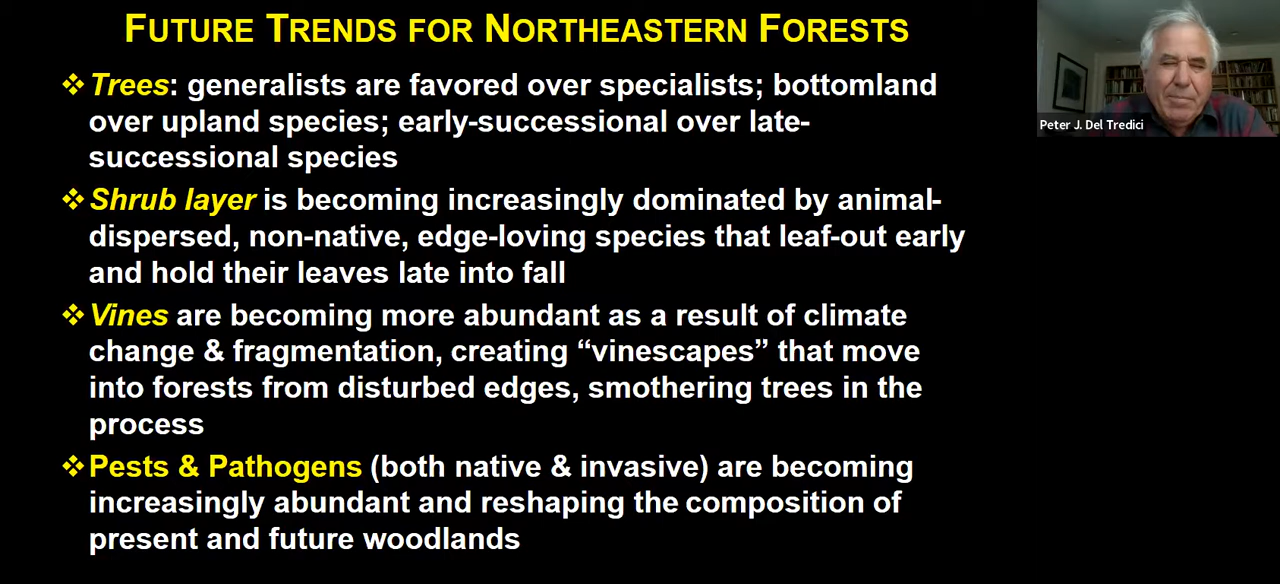 FUTURE TRENDS FOR NORTHEASTERN FORESTS
❖ Trees: generalists are favored over specialists; bottomland
over upland species; early-successional over late-
successional species
❖ Shrub layer is becoming increasingly dominated by animal-
dispersed, non-native, edge-loving species that leaf-out early
and hold their leaves late into fall
❖ Vines are becoming more abundant as a result of climate
change & fragmentation, creating “vinescapes” that move
into forests from disturbed edges, smothering trees in the
process
❖ Pests & Pathogens (both native & invasive) are becoming
increasingly abundant and reshaping the composition of
present and future woodlands
Peter J. Del Tredici